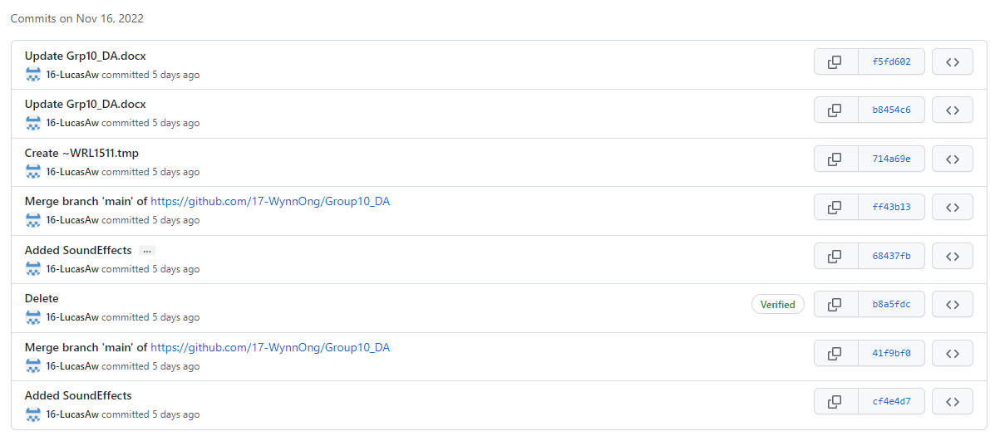 Commits on Nov 16, 2022
Update Grp10_DA.docx
16-LucasAw committed 5 days ago
f5fd602
Update Grp10_DA.docx
16-LucasAw committed 5 days ago
b8454c6
Create ~WRL1511.tmp
16-LucasAw committed 5 days ago
714a69e
Merge branch 'main' of https://github.com/17-WynnOng/Group10_DA
16-LucasAw committed 5 days ago
ff43b13
Added SoundEffects ...
16-LucasAw committed 5 days ago
68437fb
Delete
16-LucasAw committed 5 days ago
Verified
b8a5fdc
Merge branch 'main' of https://github.com/17-WynnOng/Group10_DA
16-LucasAw committed 5 days ago
41f9bf0
Added SoundEffects
16-LucasAw committed 5 days ago
cf4e4d7